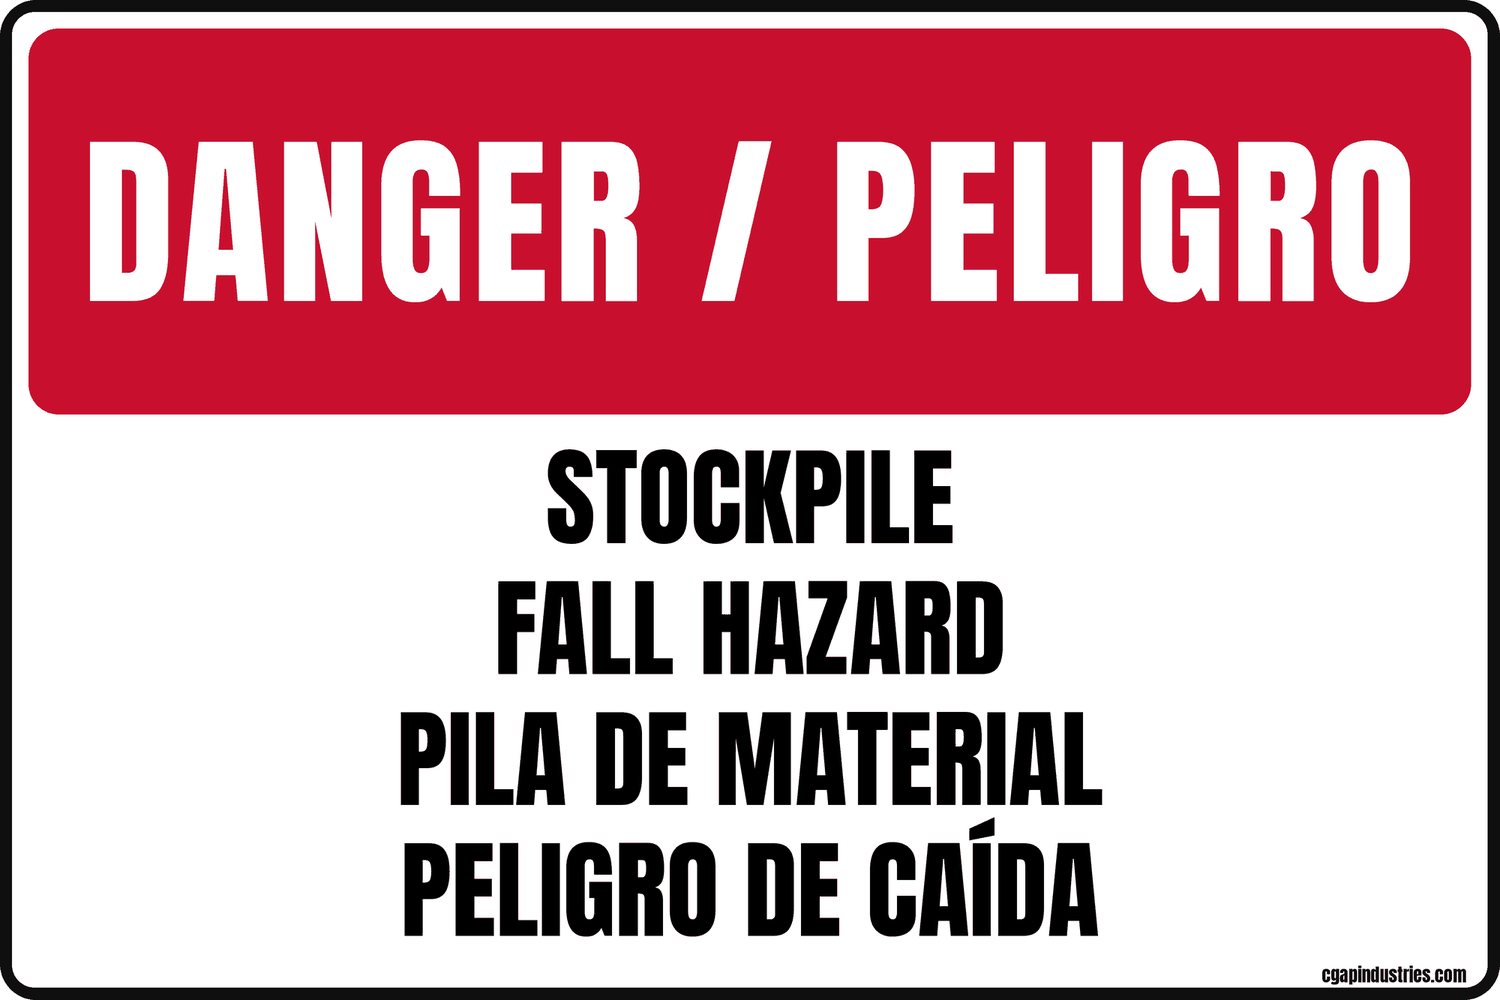 DANGER / PELIGRO
STOCKPILE
FALL HAZARD
PILA DE MATERIAL
PELIGRO DE CAÍDA
cgapindustries.com